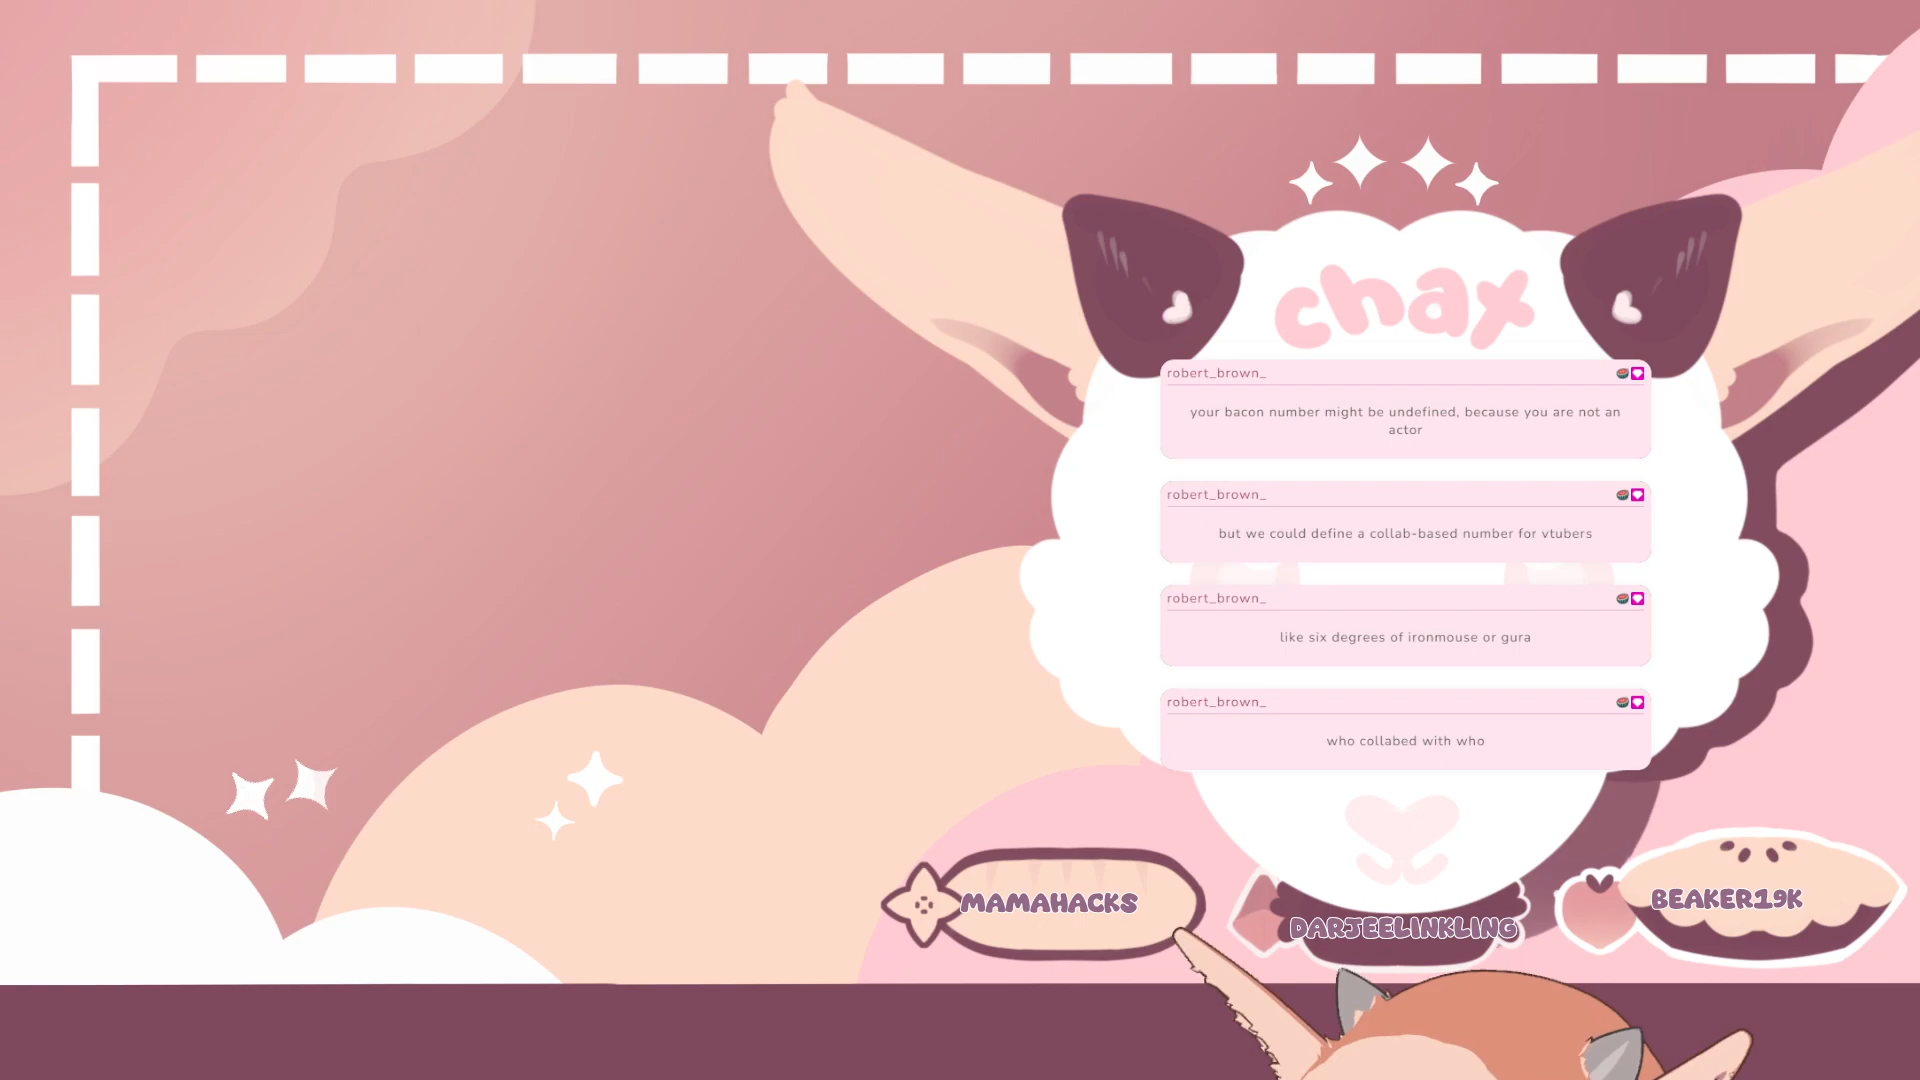 chax
robert_brown_
your bacon number might be undefined, because you are not an
actor
robert_brown_
but we could define a collab-based number for vtubers
robert_brown_
like six degrees of ironmouse or gura
robert_brown_
who collabed with who
MAMAHACKS
DARJEELINKLING
BEAKER19K